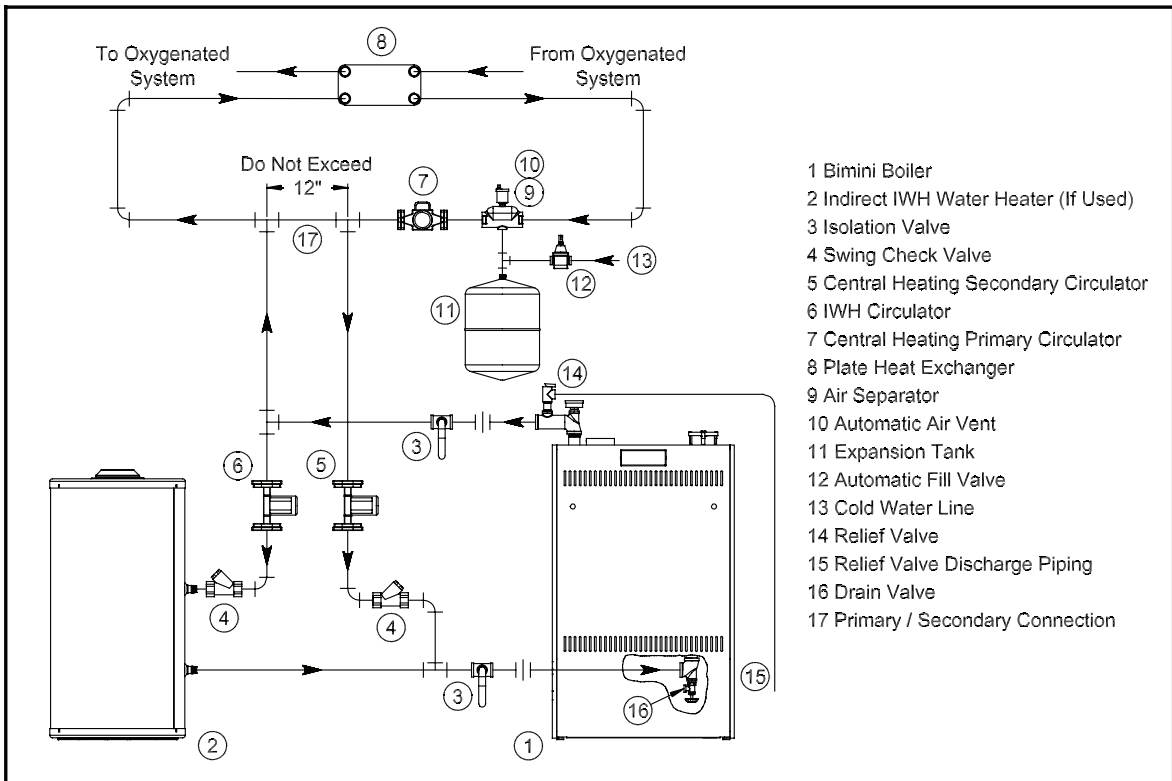 To Oxygenated
System
8
From Oxygenated
System
Do Not Exceed
12"
7
10
9
17
13
12
11
14
3
6
5
4
4
3
16
15
2
1
1 Bimini Boiler
2 Indirect IWH Water Heater (If Used)
3 Isolation Valve
4 Swing Check Valve
5 Central Heating Secondary Circulator
6 IWH Circulator
7 Central Heating Primary Circulator
8 Plate Heat Exchanger
9 Air Separator
10 Automatic Air Vent
11 Expansion Tank
12 Automatic Fill Valve
13 Cold Water Line
14 Relief Valve
15 Relief Valve Discharge Piping
16 Drain Valve
17 Primary / Secondary Connection